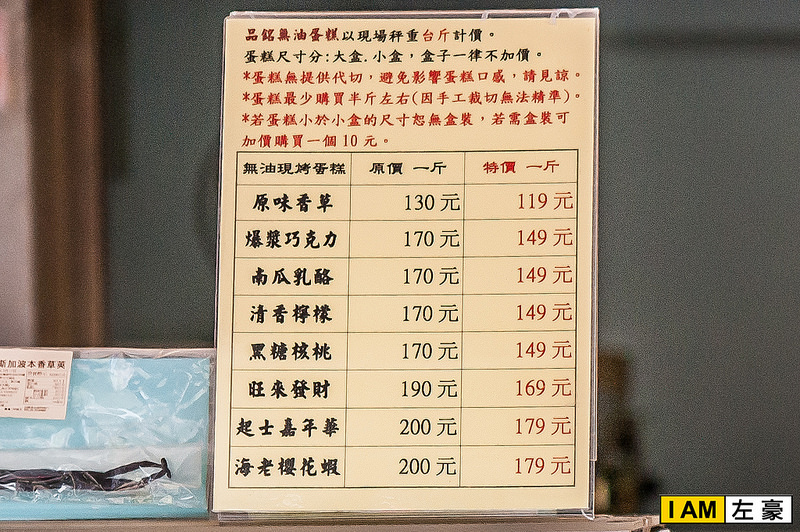 品銘無油蛋糕以現場秤重台斤計價。
蛋糕尺寸分:大盒.小盒，盒子一律不加價。
*蛋糕無提供代切，避免影響蛋糕口感，請見諒。
*蛋糕最少購買半斤左右(因手工裁切無法精準)。
*若蛋糕小於小盒的尺寸恕無盒裝，若需盒裝可
加價購買一個10元。
無油現烤蛋糕 原價 一斤 特價 一斤
原味香草 130元 119元
爆漿巧克力 170元 149元
南瓜乳酪 170元 149元
清香檸檬 170元 149元
黑糖核桃 170元 149元
旺來發財 190元 169元
起士嘉年華 200元 179元
海老櫻花蝦 200元 179元
斯加波本香草莢
I AM 左豪